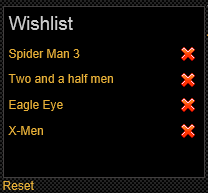 Wishlist
Spider Man 3
Two and a half men
Eagle Eye
X-Men
Reset